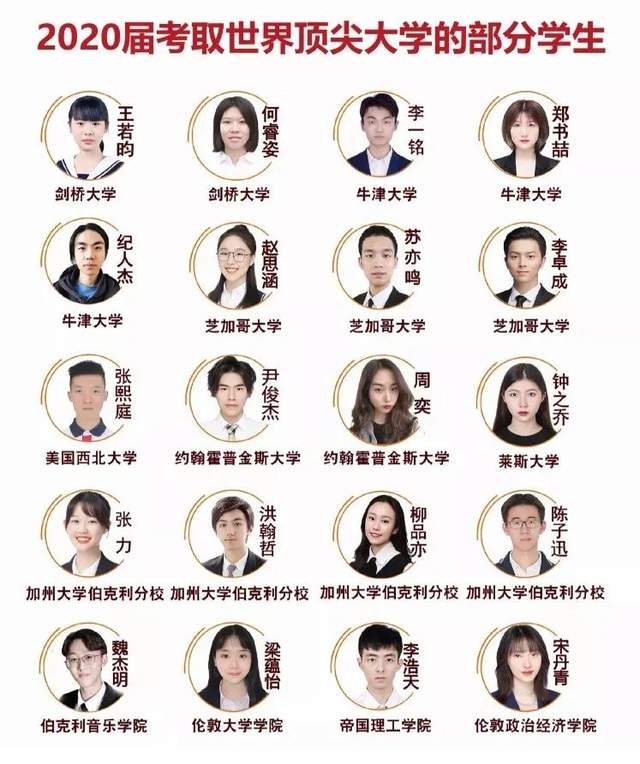 2020届考取世界顶尖大学的部分学生
王若昀
剑桥大学
何睿姿
剑桥大学
李一铭
牛津大学
郑书喆
牛津大学
纪人杰
牛津大学
赵思涵
芝加哥大学
苏亦鸣
芝加哥大学
李卓成
芝加哥大学
张熙庭
美国西北大学
尹俊杰
约翰霍普金斯大学
周奕
约翰霍普金斯大学
钟之乔
莱斯大学
张力
加州大学伯克利分校
洪翰哲
加州大学伯克利分校
柳品亦
加州大学伯克利分校
陈子迅
加州大学伯克利分校
魏杰明
伯克利音乐学院
梁蕴怡
伦敦大学学院
李浩天
帝国理工学院
宋丹青
伦敦政治经济学院